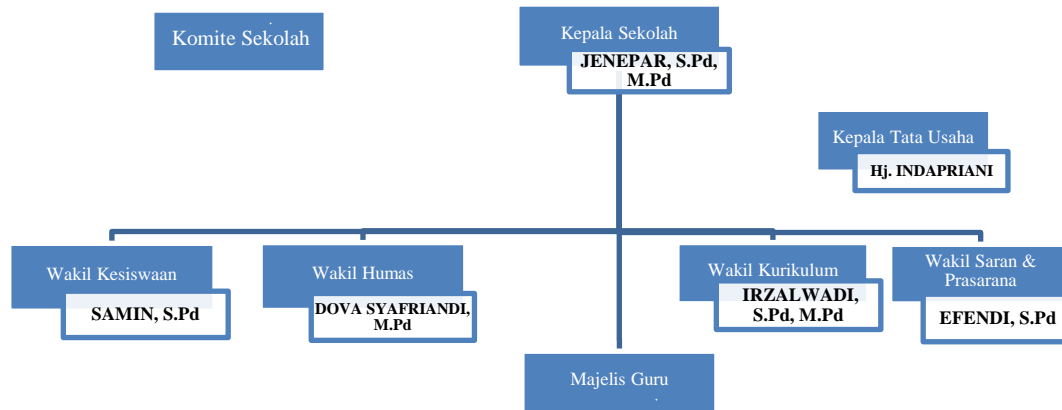 Komite Sekolah
Kepala Sekolah
JENEPAR, S.Pd,
M.Pd
Kepala Tata Usaha
Hj. INDAPRIANI
Wakil Kesiswaan
SAMIN, S.Pd
Wakil Humas
DOVA SYAFRIANDI,
M.Pd
Wakil Kurikulum
IRZALWADI,
S.Pd, M.Pd
Wakil Saran &
Prasarana
EFENDI, S.Pd
Majelis Guru